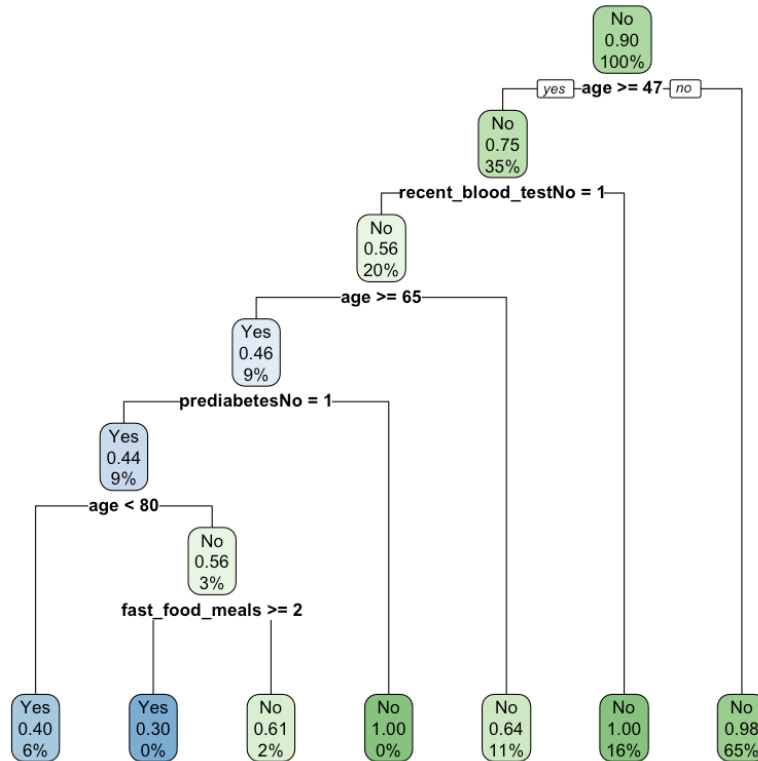 No
0.90
100%
yes age >= 47 no
No
0.75
35%
recent_blood_testNo = 1
No
0.56
20%
age >= 65
Yes
0.46
9%
prediabetesNo = 1
Yes
0.44
9%
age < 80
No
0.56
3%
fast_food_meals >= 2
Yes Yes No No No No No
0.40 0.30 0.61 1.00 0.64 1.00 0.98
6% 0% 2% 0% 11% 16% 65%